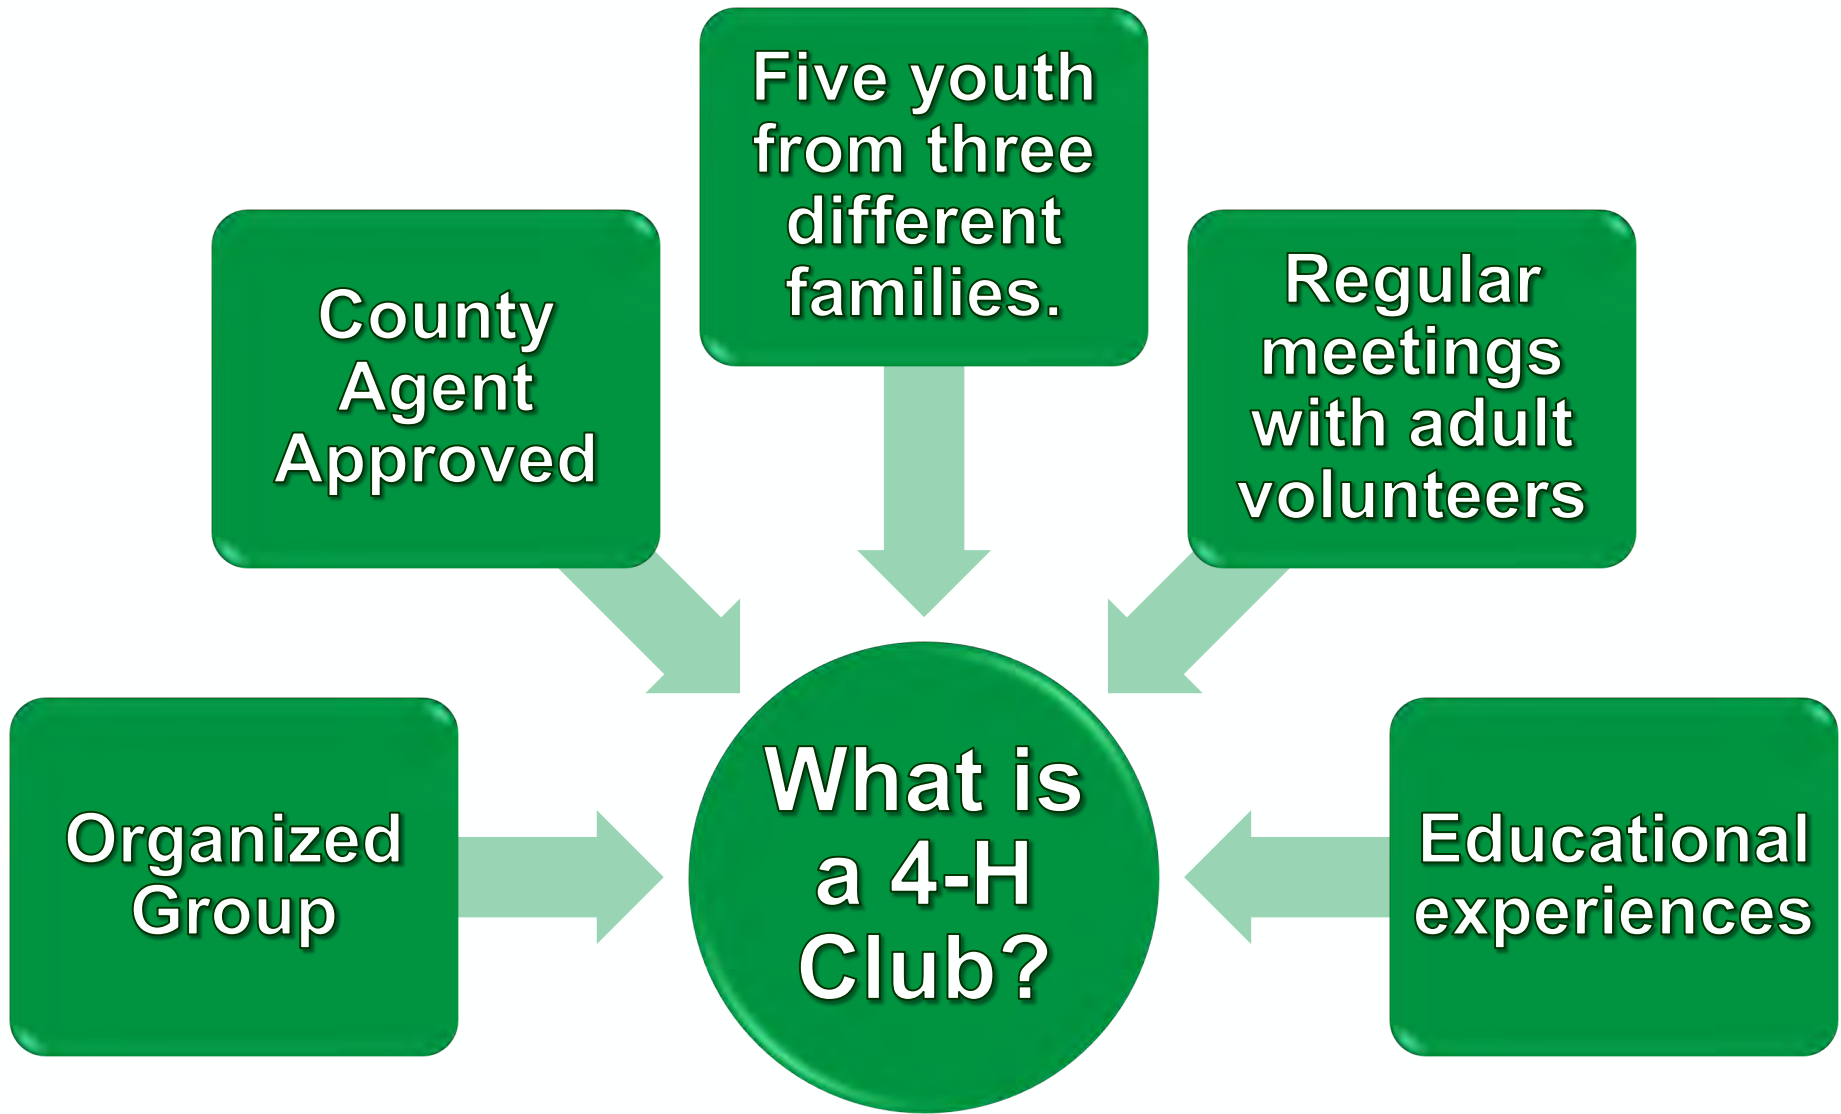 Five youth
from three
different
families.
County
Agent
Approved
Regular
meetings
with adult
volunteers
Organized
Group
What is
a 4-H
Club?
Educational
experiences